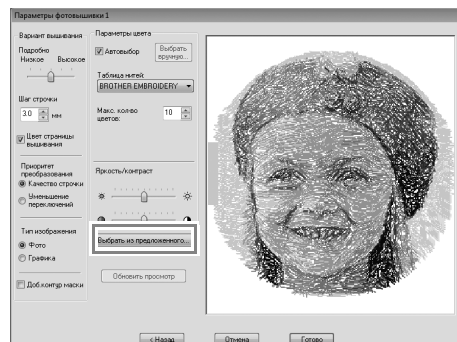 Параметры фотовышивки 1
Вариант вышивания
Подробно
Низкое Высокое
Шаг строчки
3.0 мм
Цвет страницы
вышивания
Приоритет
преобразования
Качество строчки
Уменьшение
переключений
Тип изображения
Фото
Графика
Доб.контур маски
Параметры цвета
Автовыбор
Выбрать
вручную...
Таблица нитей:
BROTHER EMBROIDERY
Макс. кол-во
цветов:
10
Яркость/контраст
Выбрать из предложенного...
Обновить просмотр
< Назад Отмена Готово